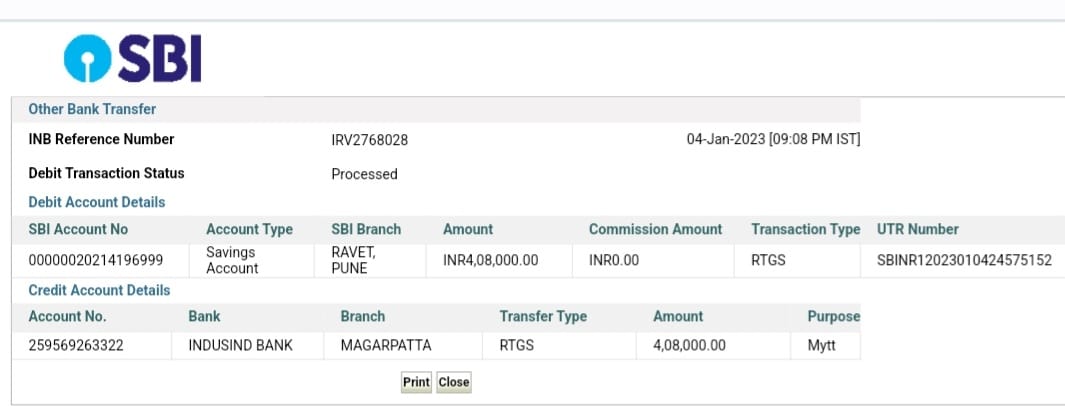 SBI
Other Bank Transfer
INB Reference Number IRV2768028 04-Jan-2023 [09:08 PM IST]
Debit Transaction Status Processed
Debit Account Details
SBI Account No Account Type SBI Branch Amount Commission Amount Transaction Type UTR Number
00000020214196999 Savings Account RAVET, PUNE INR4,08,000.00 INR0.00 RTGS SBINR12023010424575152
Credit Account Details
Account No. Bank Branch Transfer Type Amount Purpose
259569263322 INDUSIND BANK MAGARPATTA RTGS 4,08,000.00 Mytt
Print Close